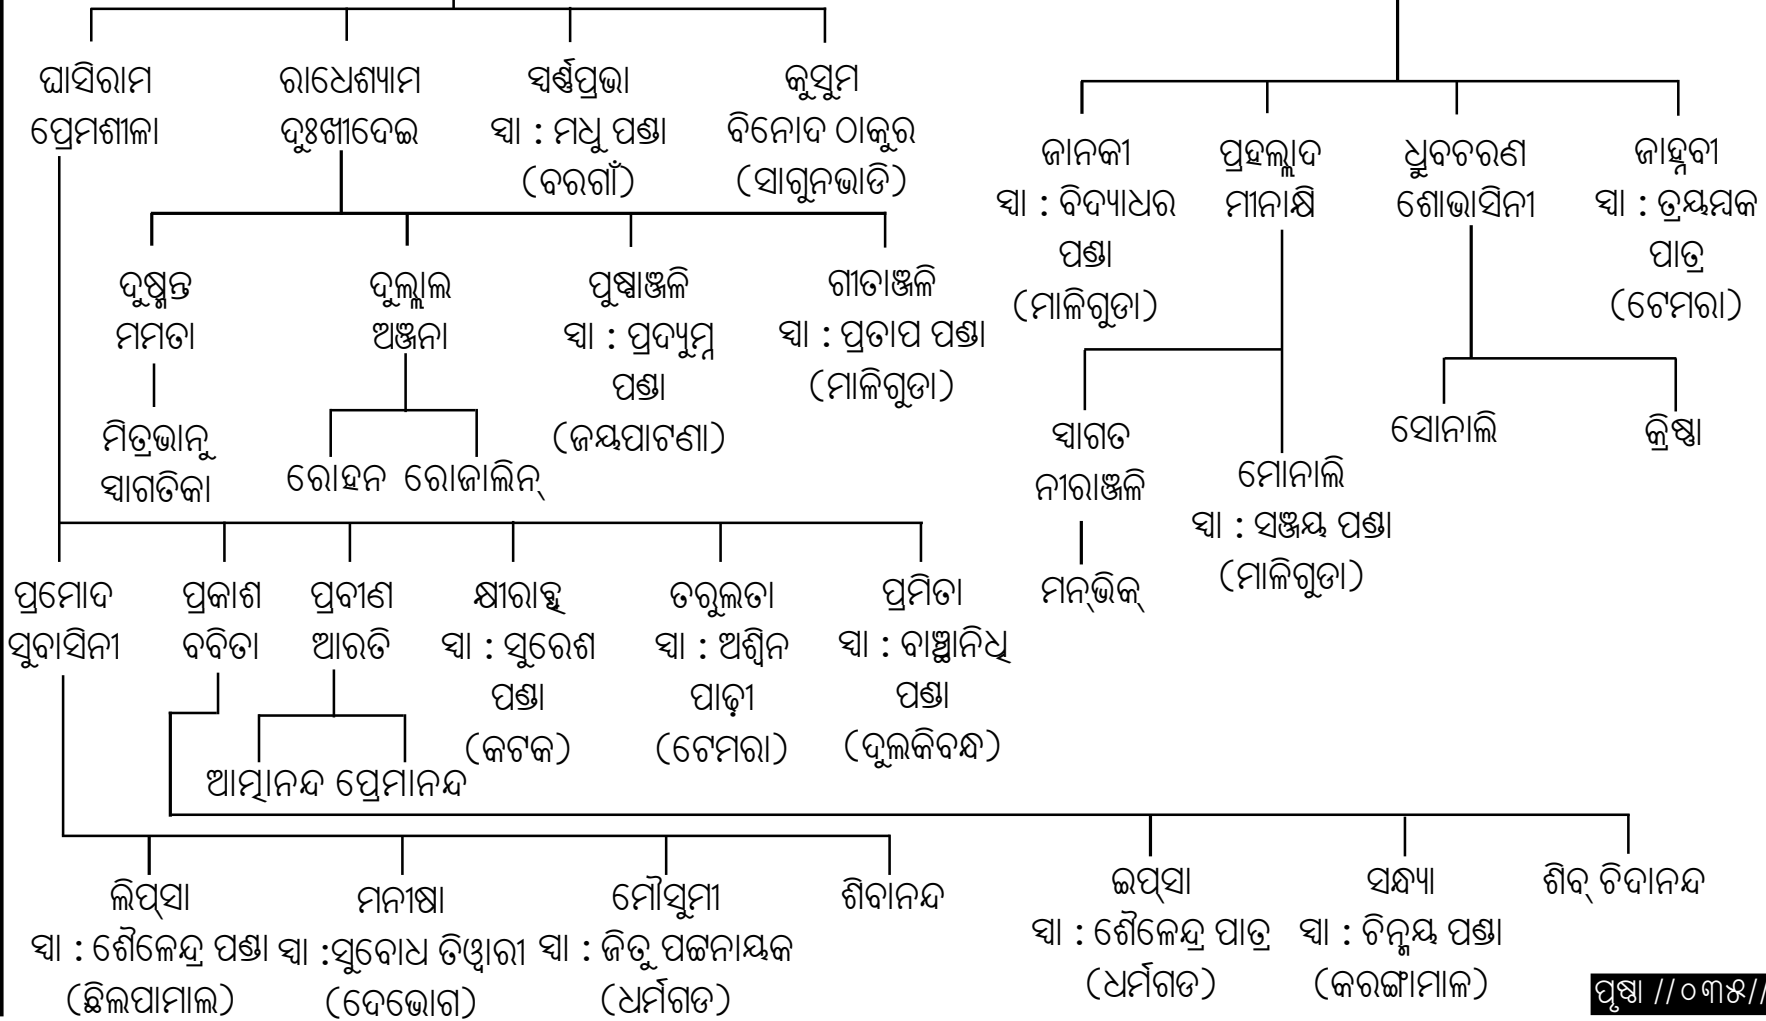 ଘାସିରାମ
ପ୍ରେମଶୀଳା
ରାଧେଶ୍ୟାମ
ଦୁଃଖୀଦେଇ
ସ୍ୱର୍ଣ୍ଣପ୍ରଭା
ସ୍ୱା : ମଧୁ ପଣ୍ଡା
(ବରଗାଁ)
କୁସୁମ
ବିନୋଦ ଠାକୁର
(ସାଗୁନଭାଡି)
ଜାନକୀ
ସ୍ୱା : ବିଦ୍ୟାଧର
ପଣ୍ଡା
(ମାଳିଗୁଡା)
ପ୍ରହଲ୍ଲାଦ
ମୀନାକ୍ଷି
ଧ୍ରୁବଚରଣ
ଶୋଭାସିନୀ
ଜାହ୍ନବୀ
ସ୍ୱା : ତ୍ରୟମ୍ବକ
ପାତ୍ର
(ଟେମରା)
ଦୁଷ୍ମନ୍ତ
ମମତା
ଦୁଲ୍ଲାଲ
ଅଞ୍ଜନା
ପୁଷ୍ପାଞ୍ଜଳି
ସ୍ୱା : ପ୍ରଦ୍ୟୁମ୍ନ
ପଣ୍ଡା
(ଜୟପାଟଣା)
ଗୀତାଞ୍ଜଳି
ସ୍ୱା : ପ୍ରତାପ ପଣ୍ଡା
(ମାଳିଗୁଡା)
ମିତ୍ରଭାନୁ
ସ୍ୱାଗତିକା
ରୋହନ ରୋଜାଲିନ୍
ସ୍ୱାଗତ
ନୀରାଞ୍ଜଳି
ମୋନାଲି
ସ୍ୱା : ସଞ୍ଜୟ ପଣ୍ଡା
(ମାଳିଗୁଡା)
ସୋନାଲି
କ୍ରିଷ୍ଣା
ମନ୍‌ଭିକ୍
ପ୍ରମୋଦ
ସୁବାସିନୀ
ପ୍ରକାଶ
ବବିତା
ପ୍ରବୀଣ
ଆରତି
କ୍ଷୀରାବ୍ଧି
ସ୍ୱା : ସୁରେଶ
ପଣ୍ଡା
(କଟକ)
ତରୁଲତା
ସ୍ୱା : ଅଶ୍ୱିନ
ପାଢ଼ୀ
(ଟେମରା)
ପ୍ରମିତା
ସ୍ୱା : ବାଞ୍ଛାନିଧି
ପଣ୍ଡା
(ଦୁଲକିବନ୍ଧ)
ଆତ୍ମାନନ୍ଦ ପ୍ରେମାନନ୍ଦ
ଲିପ୍‌ସା
ସ୍ୱା : ଶୈଳେନ୍ଦ୍ର ପଣ୍ଡା
(ଛିଲପାମାଲ)
ମନୀଷା
ସ୍ୱା :ସୁବୋଧ ତିୱାରୀ
(ଦେଭୋଗ)
ମୌସୁମୀ
ସ୍ୱା : ଜିତୁ ପଟ୍ଟନାୟକ
(ଧର୍ମଗଡ)
ଶିବାନନ୍ଦ
ଇପ୍‌ସା
ସ୍ୱା : ଶୈଳେନ୍ଦ୍ର ପାତ୍ର
(ଧର୍ମଗଡ)
ସନ୍ଧ୍ୟା
ସ୍ୱା : ଚିନ୍ମୟ ପଣ୍ଡା
(କରଙ୍ଗାମାଳ)
ଶିବ୍ ଚିଦାନନ୍ଦ
ପୃଷ୍ଠା //୦୩୫//